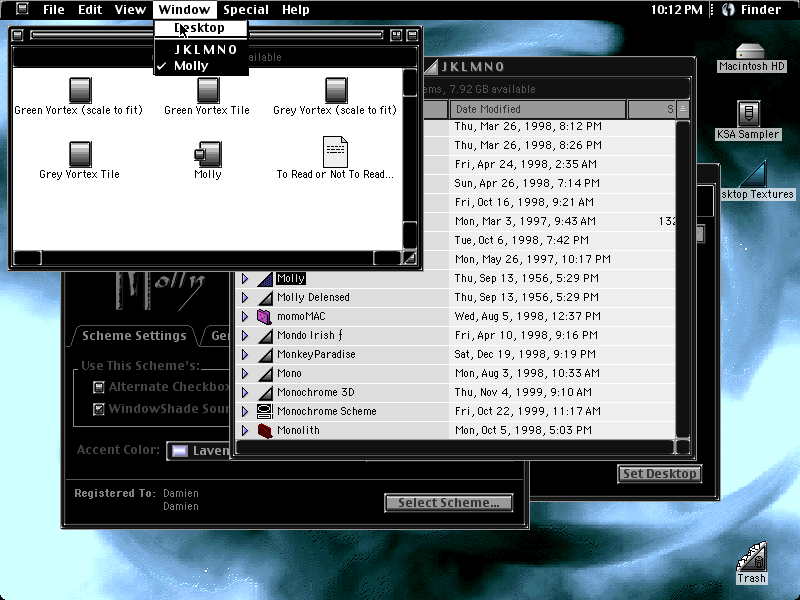 File Edit View Window Special Help
10:12 PM Finder
Desktop
JKLMNO
Molly
available
Green Vortex (scale to fit)
Green Vortex Tile
Grey Vortex (scale to fit)
Grey Vortex Tile
Molly
To Read or Not To Read...
JKLMNO
ems, 7.92 GB available
Date Modified
S
Thu, Mar 26, 1998, 8:12 PM
Thu, Mar 26, 1998, 8:26 PM
Fri, Apr 24, 1998, 2:35 AM
Sun, Apr 26, 1998, 7:14 PM
Fri, Oct 16, 1998, 9:21 AM
Mon, Mar 3, 1997, 9:43 AM 132
Tue, Oct 6, 1998, 7:42 PM
Mon, May 26, 1997, 10:17 PM
Molly Thu, Sep 13, 1956, 5:29 PM
Molly Delensed Thu, Sep 13, 1956, 5:29 PM
momoMAC Wed, Aug 5, 1998, 12:37 PM
Mondo Irish ƒ Fri, Apr 10, 1998, 9:16 PM
MonkeyParadise Sat, Dec 19, 1998, 9:19 PM
Mono Mon, Aug 3, 1998, 10:33 AM
Monochrome 3D Thu, Nov 4, 1999, 9:10 AM
Monochrome Scheme Fri, Oct 22, 1999, 11:17 AM
Monolith Mon, Oct 5, 1998, 5:03 PM
Molly
Scheme Settings Ge
Use This Scheme's:
Alternate Checkbox
WindowShade Soun
Accent Color: Laven
Registered To: Damien
Damien
Select Scheme...
Set Desktop
Macintosh HD
KSA Sampler
sktop Textures
Trash